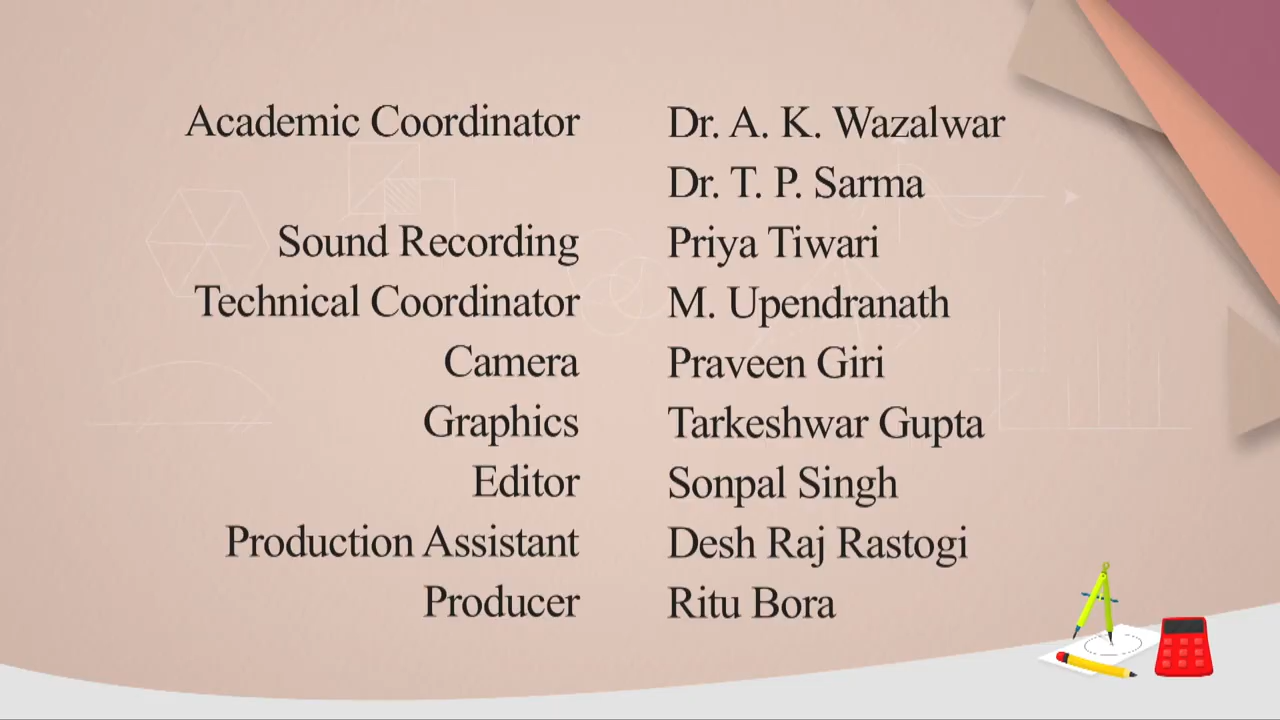 Academic Coordinator Dr. A. K. Wazalwar
Dr. T. P. Sarma
Sound Recording Priya Tiwari
Technical Coordinator M. Upendranath
Camera Praveen Giri
Graphics Tarkeshwar Gupta
Editor Sonpal Singh
Production Assistant Desh Raj Rastogi
Producer Ritu Bora